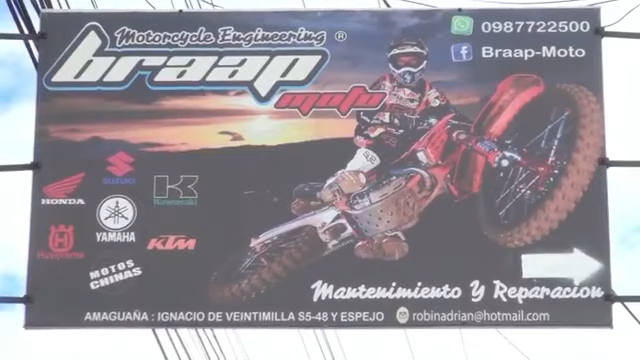 Motorcycle Engineering ®
braap
moto
0987722500
Braap-Moto
HONDA
SUZUKI
Kawasaki
YAMAHA
Husqvarna
KTM
MOTOS
CHINAS
Mantenimiento Y Reparacion
AMAGUAÑA : IGNACIO DE VEINTIMILLA S5-48 Y ESPEJO
robinadrian@hotmail.com